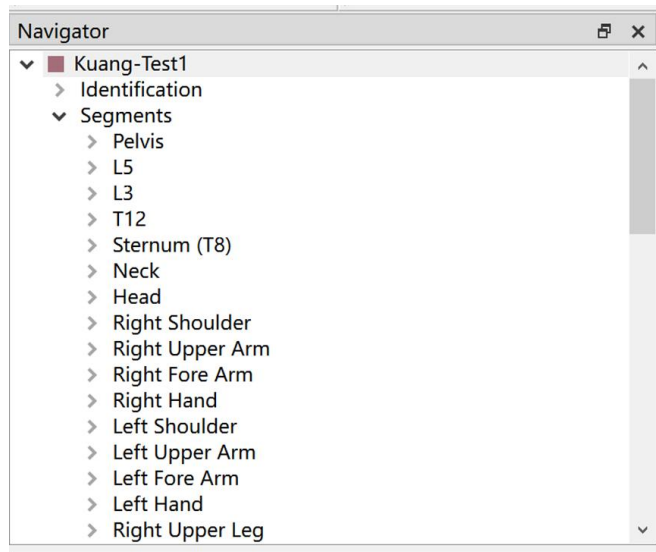 Navigator
Kuang-Test1
Identification
Segments
Pelvis
L5
L3
T12
Sternum (T8)
Neck
Head
Right Shoulder
Right Upper Arm
Right Fore Arm
Right Hand
Left Shoulder
Left Upper Arm
Left Fore Arm
Left Hand
Right Upper Leg